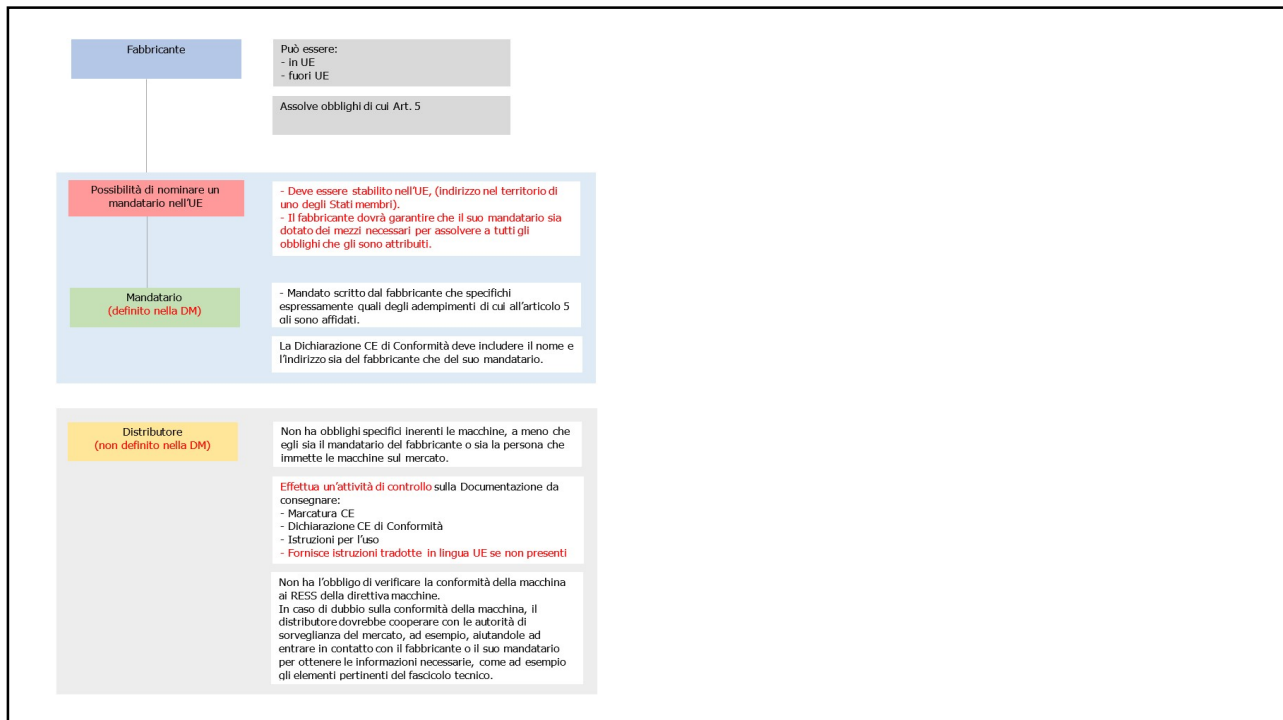 Fabbricante
Può essere:
- in UE
- fuori UE
Assolve obblighi di cui Art. 5
Possibilità di nominare un
mandatario nell'UE
- Deve essere stabilito nell'UE, (indirizzo nel territorio di
uno degli Stati membri).
- Il fabbricante dovrà garantire che il suo mandatario sia
dotato dei mezzi necessari per assolvere a tutti gli
obblighi che gli sono attribuiti.
Mandatario
(definito nella DM)
- Mandato scritto dal fabbricante che specifichi
espressamente quali degli adempimenti di cui all'articolo 5
gli sono affidati.
La Dichiarazione CE di Conformità deve includere il nome e
l'indirizzo sia del fabbricante che del suo mandatario.
Distributore
(non definito nella DM)
Non ha obblighi specifici inerenti le macchine, a meno che
egli sia il mandatario del fabbricante o sia la persona che
immette le macchine sul mercato.
Effettua un'attività di controllo sulla Documentazione da
consegnare:
- Marcatura CE
- Dichiarazione CE di Conformità
- Istruzioni per l'uso
- Fornisce istruzioni tradotte in lingua UE se non presenti
Non ha l'obbligo di verificare la conformità della macchina
ai RESS della direttiva macchine.
In caso di dubbio sulla conformità della macchina, il
distributore dovrebbe cooperare con le autorità di
sorveglianza del mercato, ad esempio, aiutandole ad
entrare in contatto con il fabbricante o il suo mandatario
per ottenere le informazioni necessarie, come ad esempio
gli elementi pertinenti del fascicolo tecnico.